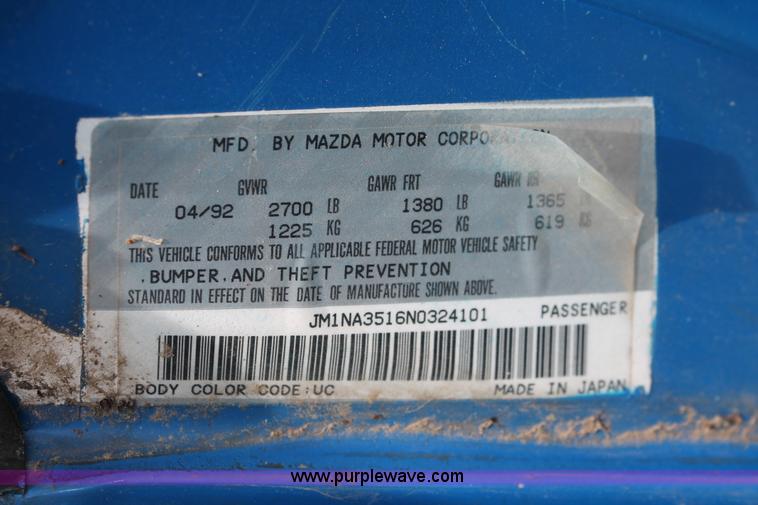 MFD. BY MAZDA MOTOR CORPORATION
DATE GVWR GAWR FRT GAWR RR
04/92 2700 LB 1380 LB 1365
1225 KG 626 KG 619 KG
THIS VEHICLE CONFORMS TO ALL APPLICABLE FEDERAL MOTOR VEHICLE SAFETY
,BUMPER,AND THEFT PREVENTION
STANDARD IN EFFECT ON THE DATE OF MANUFACTURE SHOWN ABOVE.
JM1NA3516N0324101 PASSENGER
BODY COLOR CODE:UC MADE IN JAPAN
www.purplewave.com